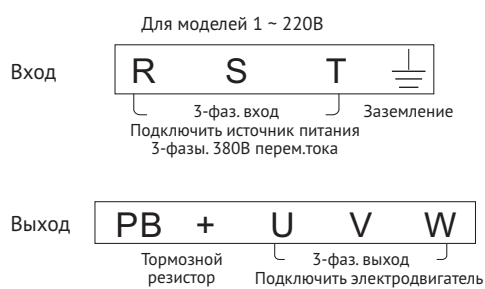 Для моделей 1 ~ 220В
Вход
R S T
3-фаз. вход Заземление
Подключить источник питания
3-фазы. 380В перем.тока
Выход
PB + U V W
Тормозной 3-фаз. выход
резистор Подключить электродвигатель